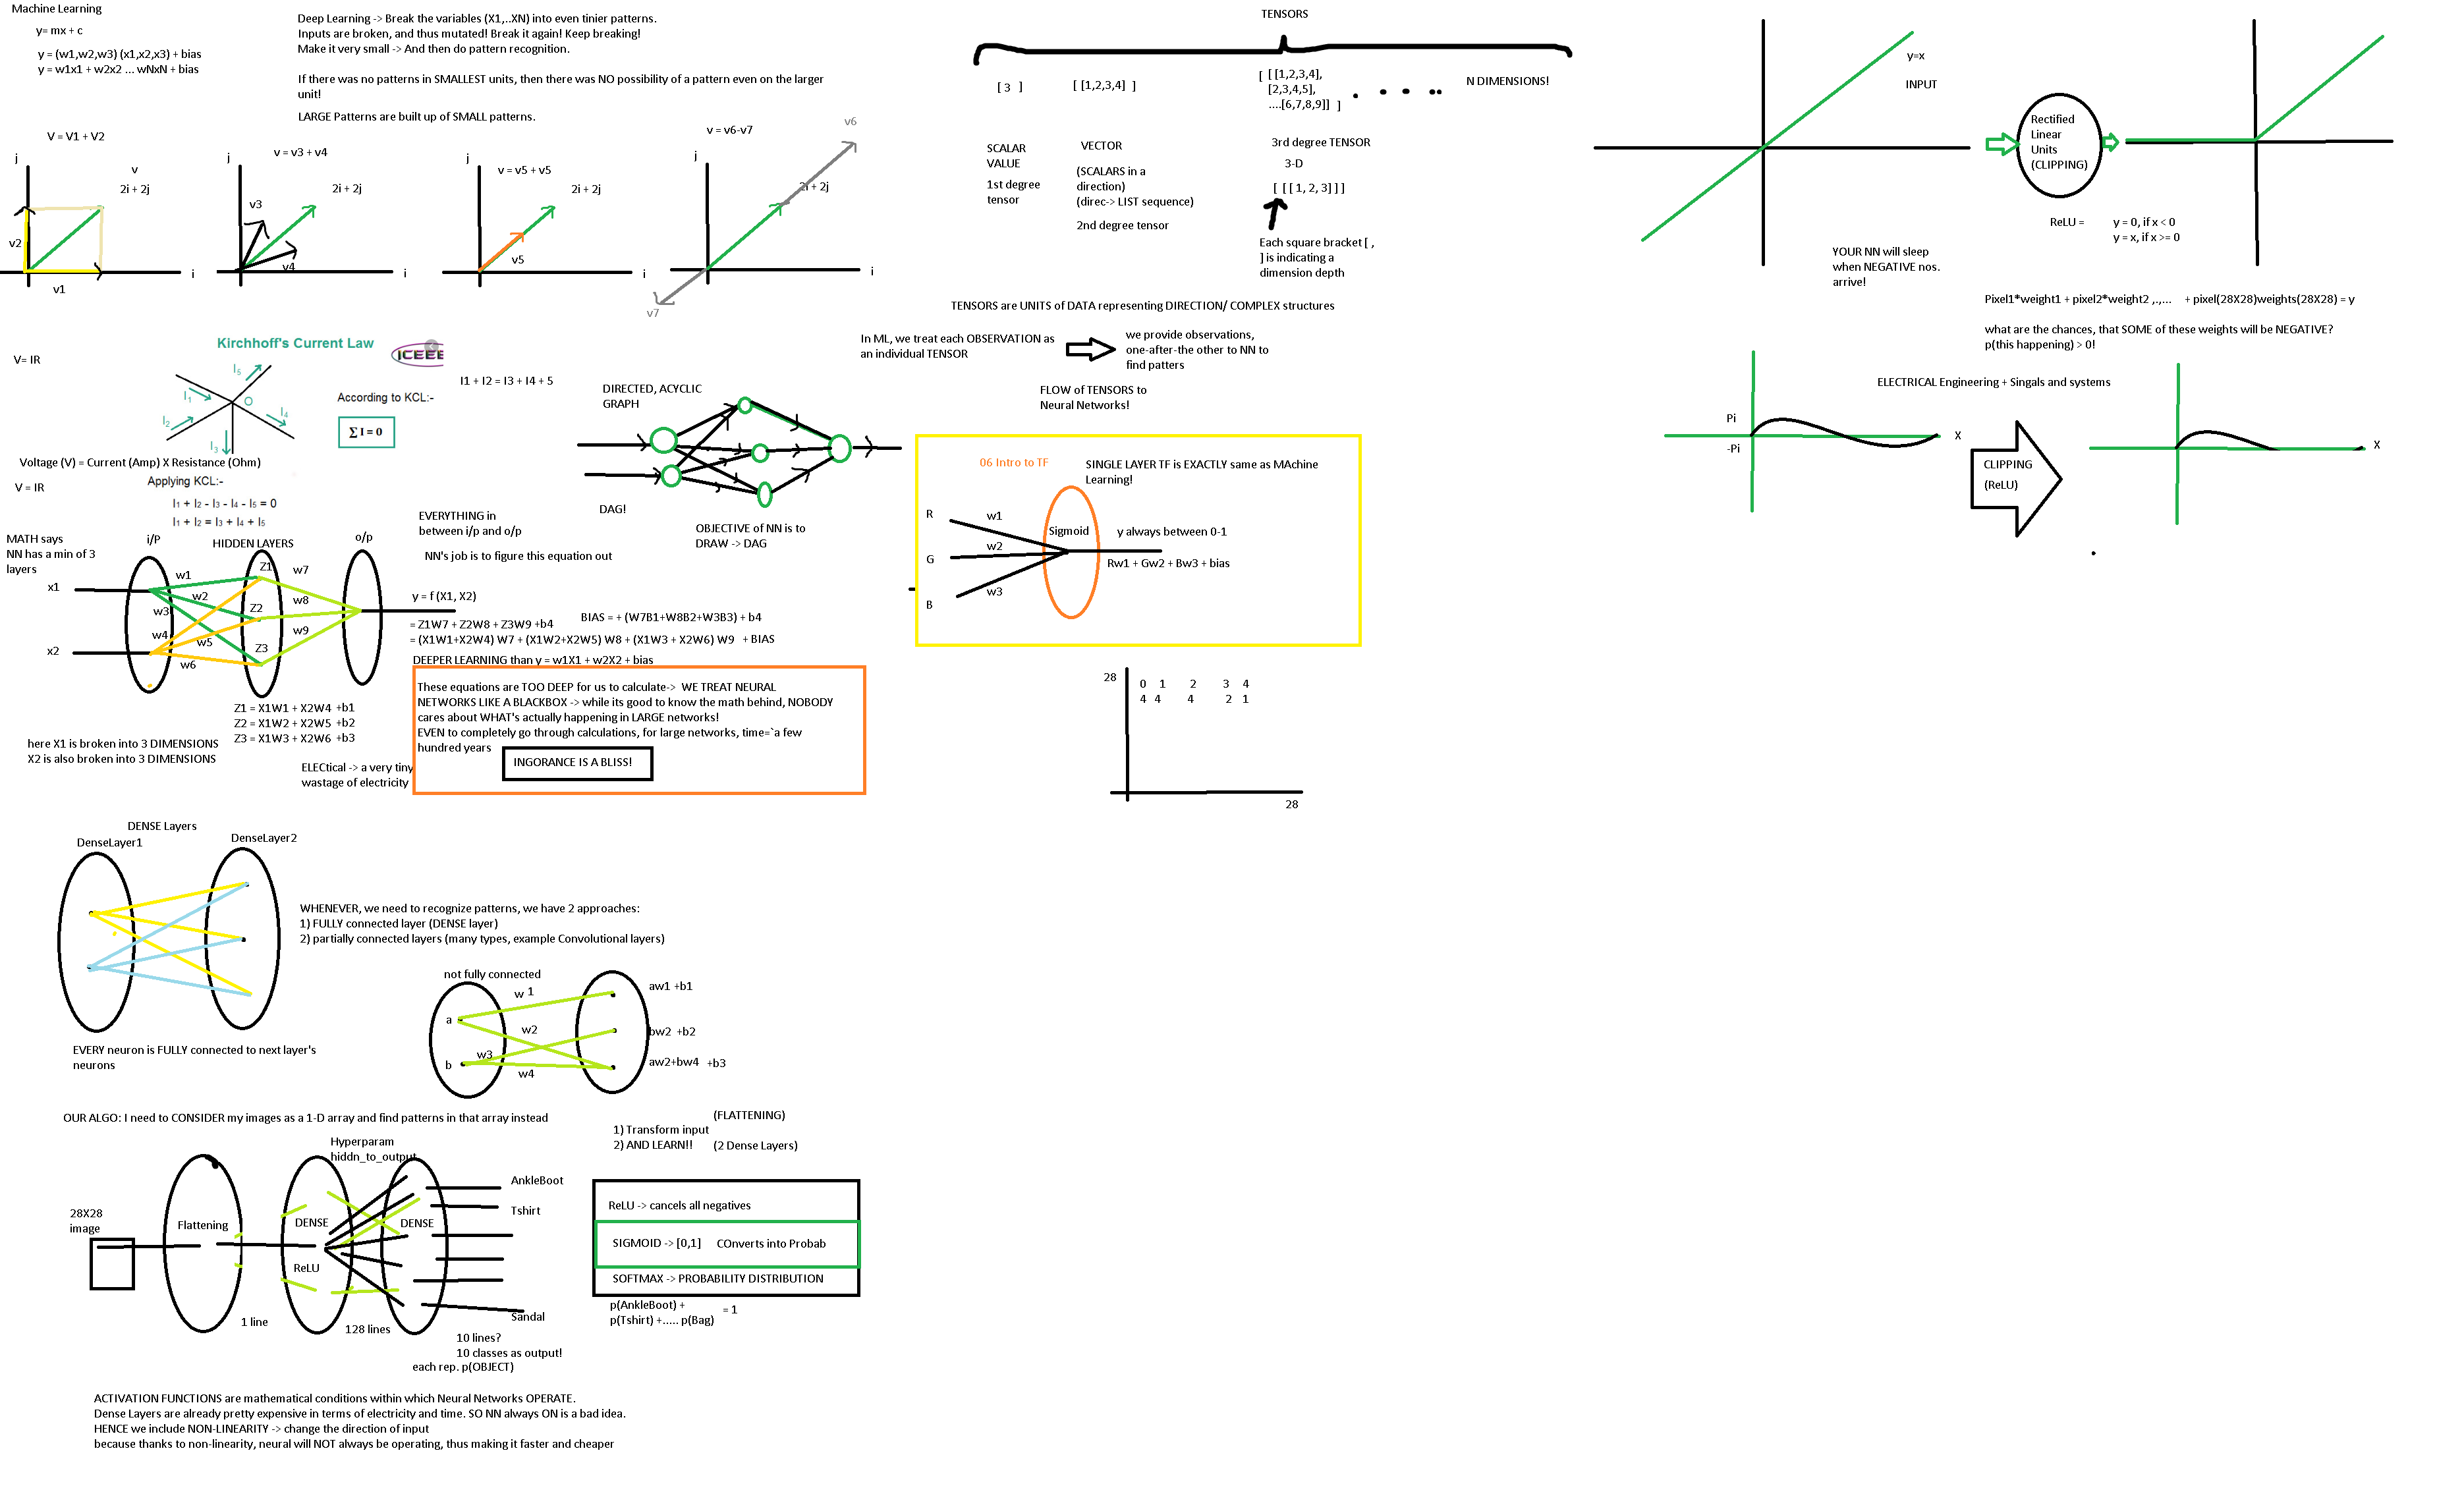 Machine Learning
y= mx + c
y = (w1,w2,w3) (x1,x2,x3) + bias
y = w1x1 + w2x2 ... wNxN + bias
Deep Learning -> Break the variables (X1,..XN) into even tinier patterns.
Inputs are broken, and thus mutated! Break it again! Keep breaking!
Make it very small -> And then do pattern recognition.
If there was no patterns in SMALLEST units, then there was NO possibility of a pattern even on the larger
unit!
LARGE Patterns are built up of SMALL patterns.
V = V1 + V2
j
v
2i + 2j
v2
i
v1
v = v3 + v4
j
2i + 2j
v3
v4
i
j
v = v5 + v5
2i + 2j
v5
i
v = v6-v7
v6
j
2i + 2j
i
v7
V= IR
Kirchhoff's Current Law
ICEEE
I5
I1
O
I2
I4
I3
According to KCL:-
∑ I = 0
Voltage (V) = Current (Amp) X Resistance (Ohm)
V = IR
Applying KCL:-
I1 + I2 - I3 - I4 - I5 = 0
I1 + I2 = I3 + I4 + I5
I1 + I2 = I3 + I4 + 5
DIRECTED, ACYCLIC
GRAPH
DAG!
OBJECTIVE of NN is to
DRAW -> DAG
EVERYTHING in
between i/p and o/p
NN's job is to figure this equation out
MATH says
NN has a min of 3
layers
i/P
HIDDEN LAYERS
o/p
x1
x2
w1
w2
w3
w4
w5
w6
Z1
Z2
Z3
w7
w8
w9
y = f (X1, X2)
= Z1W7 + Z2W8 + Z3W9 +b4
BIAS = + (W7B1+W8B2+W3B3) + b4
= (X1W1+X2W4) W7 + (X1W2+X2W5) W8 + (X1W3 + X2W6) W9 + BIAS
DEEPER LEARNING than y = w1X1 + w2X2 + bias
Z1 = X1W1 + X2W4 +b1
Z2 = X1W2 + X2W5 +b2
Z3 = X1W3 + X2W6 +b3
here X1 is broken into 3 DIMENSIONS
X2 is also broken into 3 DIMENSIONS
ELECtical -> a very tiny
wastage of electricity
These equations are TOO DEEP for us to calculate-> WE TREAT NEURAL
NETWORKS LIKE A BLACKBOX -> while its good to know the math behind, NOBODY
cares about WHAT's actually happening in LARGE networks!
EVEN to completely go through calculations, for large networks, time=`a few
hundred years
INGORANCE IS A BLISS!
DENSE Layers
DenseLayer1
DenseLayer2
EVERY neuron is FULLY connected to next layer's
neurons
WHENEVER, we need to recognize patterns, we have 2 approaches:
1) FULLY connected layer (DENSE layer)
2) partially connected layers (many types, example Convolutional layers)
not fully connected
a
b
w 1
w2
w3
w4
aw1 +b1
bw2 +b2
aw2+bw4 +b3
OUR ALGO: I need to CONSIDER my images as a 1-D array and find patterns in that array instead
(FLATTENING)
1) Transform input
2) AND LEARN!! (2 Dense Layers)
Hyperparam
hiddn_to_output
28X28
image
Flattening
DENSE
ReLU
DENSE
AnkleBoot
Tshirt
Sandal
1 line
128 lines
10 lines?
10 classes as output!
each rep. p(OBJECT)
ReLU -> cancels all negatives
SIGMOID -> [0,1] COnverts into Probab
SOFTMAX -> PROBABILITY DISTRIBUTION
p(AnkleBoot) +
p(Tshirt) +..... p(Bag)
= 1
ACTIVATION FUNCTIONS are mathematical conditions within which Neural Networks OPERATE.
Dense Layers are already pretty expensive in terms of electricity and time. SO NN always ON is a bad idea.
HENCE we include NON-LINEARITY -> change the direction of input
because thanks to non-linearity, neural will NOT always be operating, thus making it faster and cheaper
TENSORS
[ 3 ]
[ [1,2,3,4] ]
[ [ [1,2,3,4],
[2,3,4,5],
....[6,7,8,9]] ]
N DIMENSIONS!
SCALAR
VALUE
1st degree
tensor
VECTOR
(SCALARS in a
direction)
(direc-> LIST sequence)
2nd degree tensor
3rd degree TENSOR
3-D
[ [ [ 1, 2, 3] ] ]
Each square bracket [ ,
] is indicating a
dimension depth
TENSORS are UNITS of DATA representing DIRECTION/ COMPLEX structures
In ML, we treat each OBSERVATION as
an individual TENSOR
we provide observations,
one-after-the other to NN to
find patters
FLOW of TENSORS to
Neural Networks!
06 Intro to TF
SINGLE LAYER TF is EXACTLY same as MAchine
Learning!
R
G
B
w1
w2
w3
Sigmoid
y always between 0-1
Rw1 + Gw2 + Bw3 + bias
28
0 1 2 3 4
4 4 4 2 1
28
y=x
INPUT
Rectified
Linear
Units
(CLIPPING)
ReLU =
y = 0, if x < 0
y = x, if x >= 0
YOUR NN will sleep
when NEGATIVE nos.
arrive!
Pixel1*weight1 + pixel2*weight2 ,.,... + pixel(28X28)weights(28X28) = y
what are the chances, that SOME of these weights will be NEGATIVE?
p(this happening) > 0!
ELECTRICAL Engineering + Singals and systems
Pi
-Pi
X
CLIPPING
(ReLU)
X